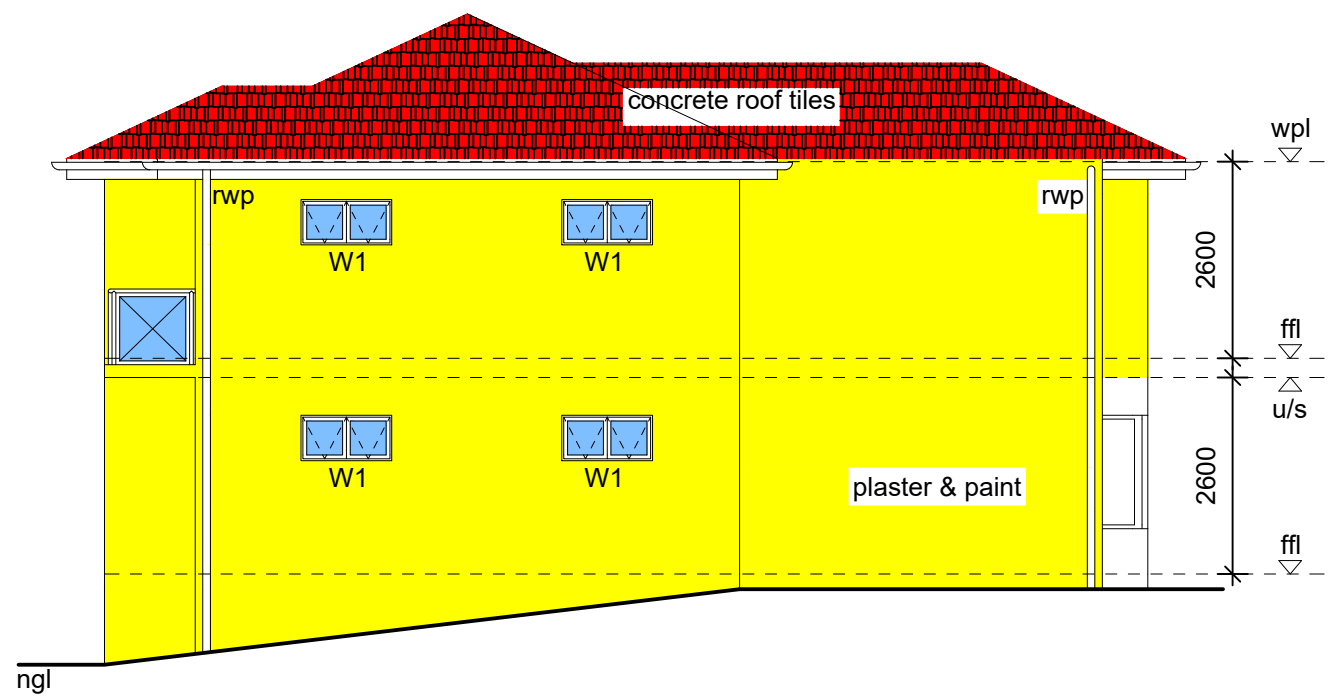 concrete roof tiles
wpl
rwp
rwp
W1
W1
2600
ffl
u/s
W1
W1
plaster & paint
2600
ffl
ngl